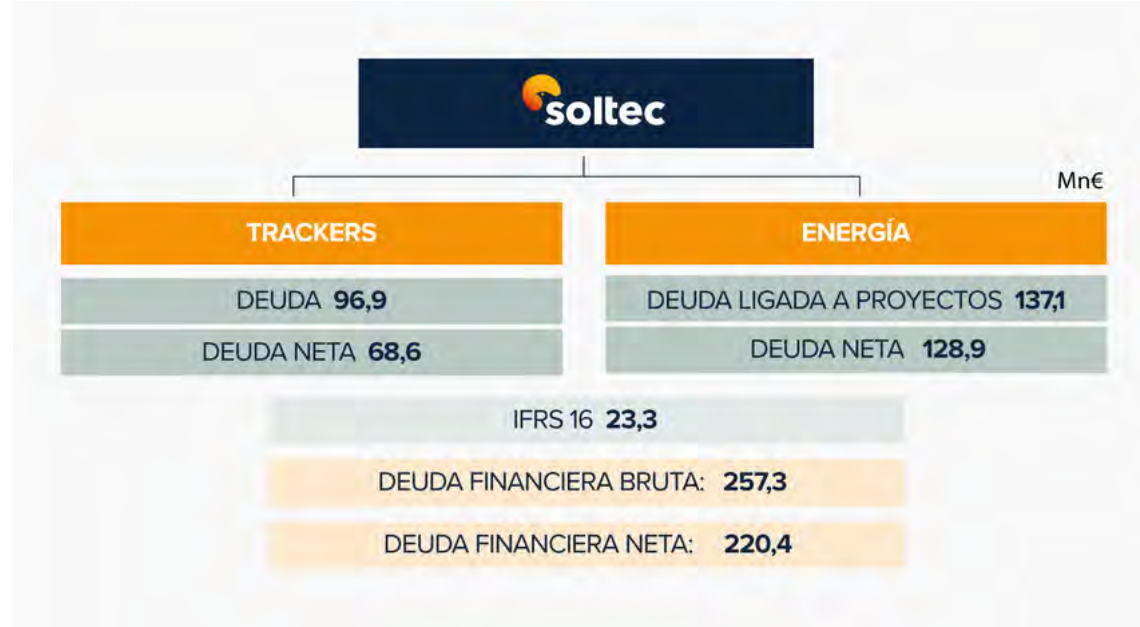 soltec
Mn€
TRACKERS
ENERGÍA
DEUDA 96,9
DEUDA LIGADA A PROYECTOS 137,1
DEUDA NETA 68,6
DEUDA NETA 128,9
IFRS 16 23,3
DEUDA FINANCIERA BRUTA: 257,3
DEUDA FINANCIERA NETA: 220,4